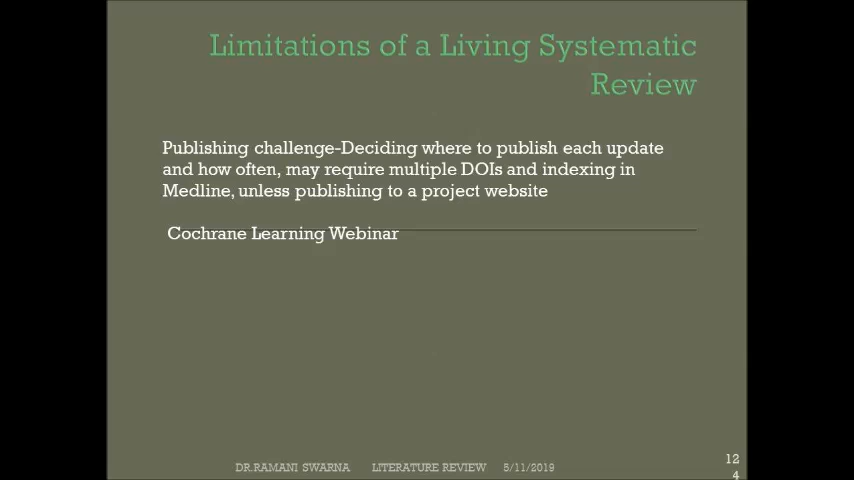 Limitations of a Living Systematic
Review
Publishing challenge-Deciding where to publish each update
and how often, may require multiple DOIs and indexing in
Medline, unless publishing to a project website
Cochrane Learning Webinar
DR.RAMANI SWARNA LITERATURE REVIEW 5/11/2019
12
4